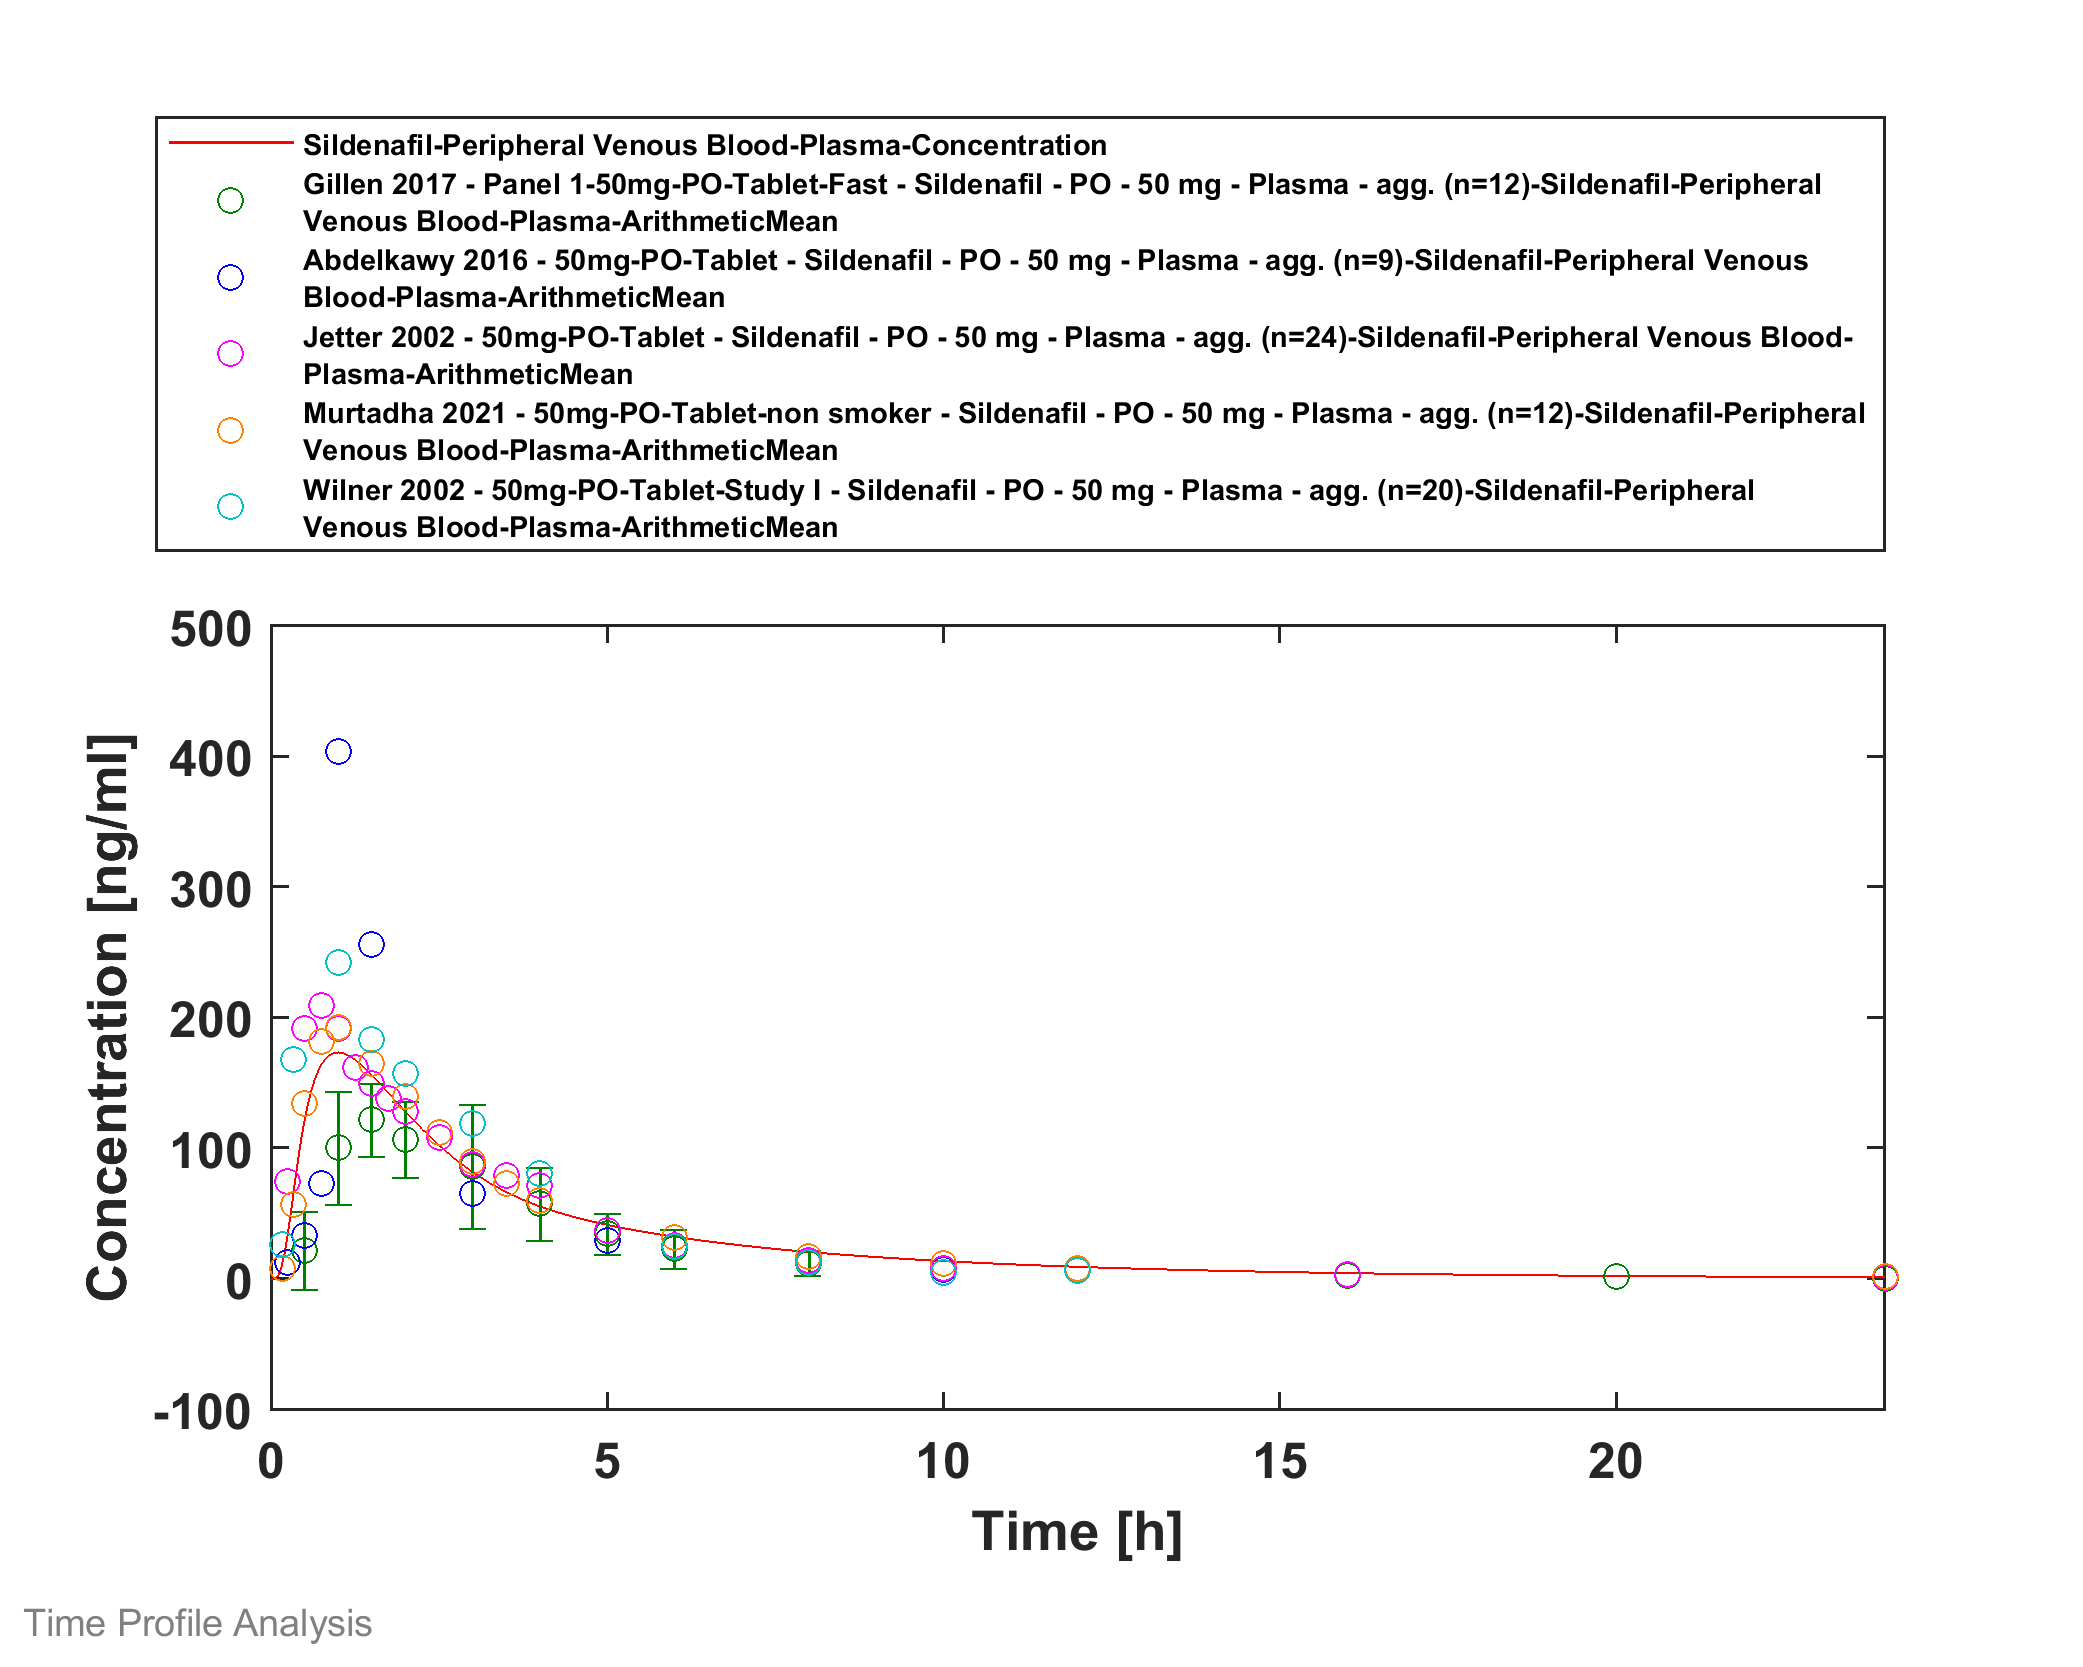 Sildenafil-Peripheral Venous Blood-Plasma-Concentration
Gillen 2017 - Panel 1-50mg-PO-Tablet-Fast - Sildenafil - PO - 50 mg - Plasma - agg. (n=12)-Sildenafil-Peripheral
Venous Blood-Plasma-ArithmeticMean
Abdelkawy 2016 - 50mg-PO-Tablet - Sildenafil - PO - 50 mg - Plasma - agg. (n=9)-Sildenafil-Peripheral Venous
Blood-Plasma-ArithmeticMean
Jetter 2002 - 50mg-PO-Tablet - Sildenafil - PO - 50 mg - Plasma - agg. (n=24)-Sildenafil-Peripheral Venous Blood-
Plasma-ArithmeticMean
Murtadha 2021 - 50mg-PO-Tablet-non smoker - Sildenafil - PO - 50 mg - Plasma - agg. (n=12)-Sildenafil-Peripheral
Venous Blood-Plasma-ArithmeticMean
Wilner 2002 - 50mg-PO-Tablet-Study I - Sildenafil - PO - 50 mg - Plasma - agg. (n=20)-Sildenafil-Peripheral
Venous Blood-Plasma-ArithmeticMean
500
400
300
200
100
0
-100
Concentration [ng/ml]
0 5 10 15 20
Time [h]
Time Profile Analysis